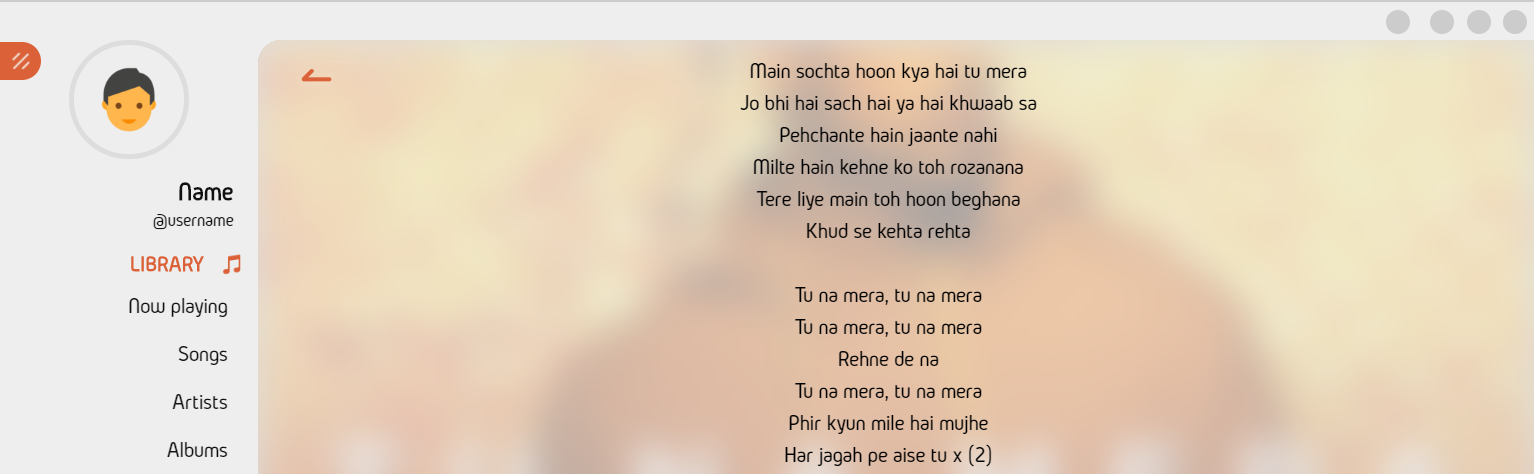 Name
@username
LIBRARY
Now playing
Songs
Artists
Albums
Main sochta hoon kya hai tu mera
Jo bhi hai sach hai ya hai khwaab sa
Pehchante hain jaante nahi
Milte hain kehne ko toh rozanana
Tere liye main toh hoon beghana
Khud se kehta rehta
Tu na mera, tu na mera
Tu na mera, tu na mera
Rehne de na
Tu na mera, tu na mera
Phir kyun mile hai mujhe
Har jagah pe aise tu x (2)